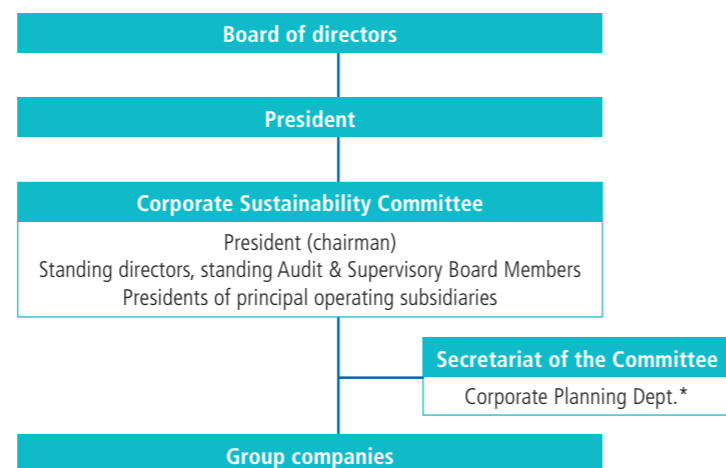 Board of directors
President
Corporate Sustainability Committee
President (chairman)
Standing directors, standing Audit & Supervisory Board Members
Presidents of principal operating subsidiaries
Secretariat of the Committee
Corporate Planning Dept.*
Group companies